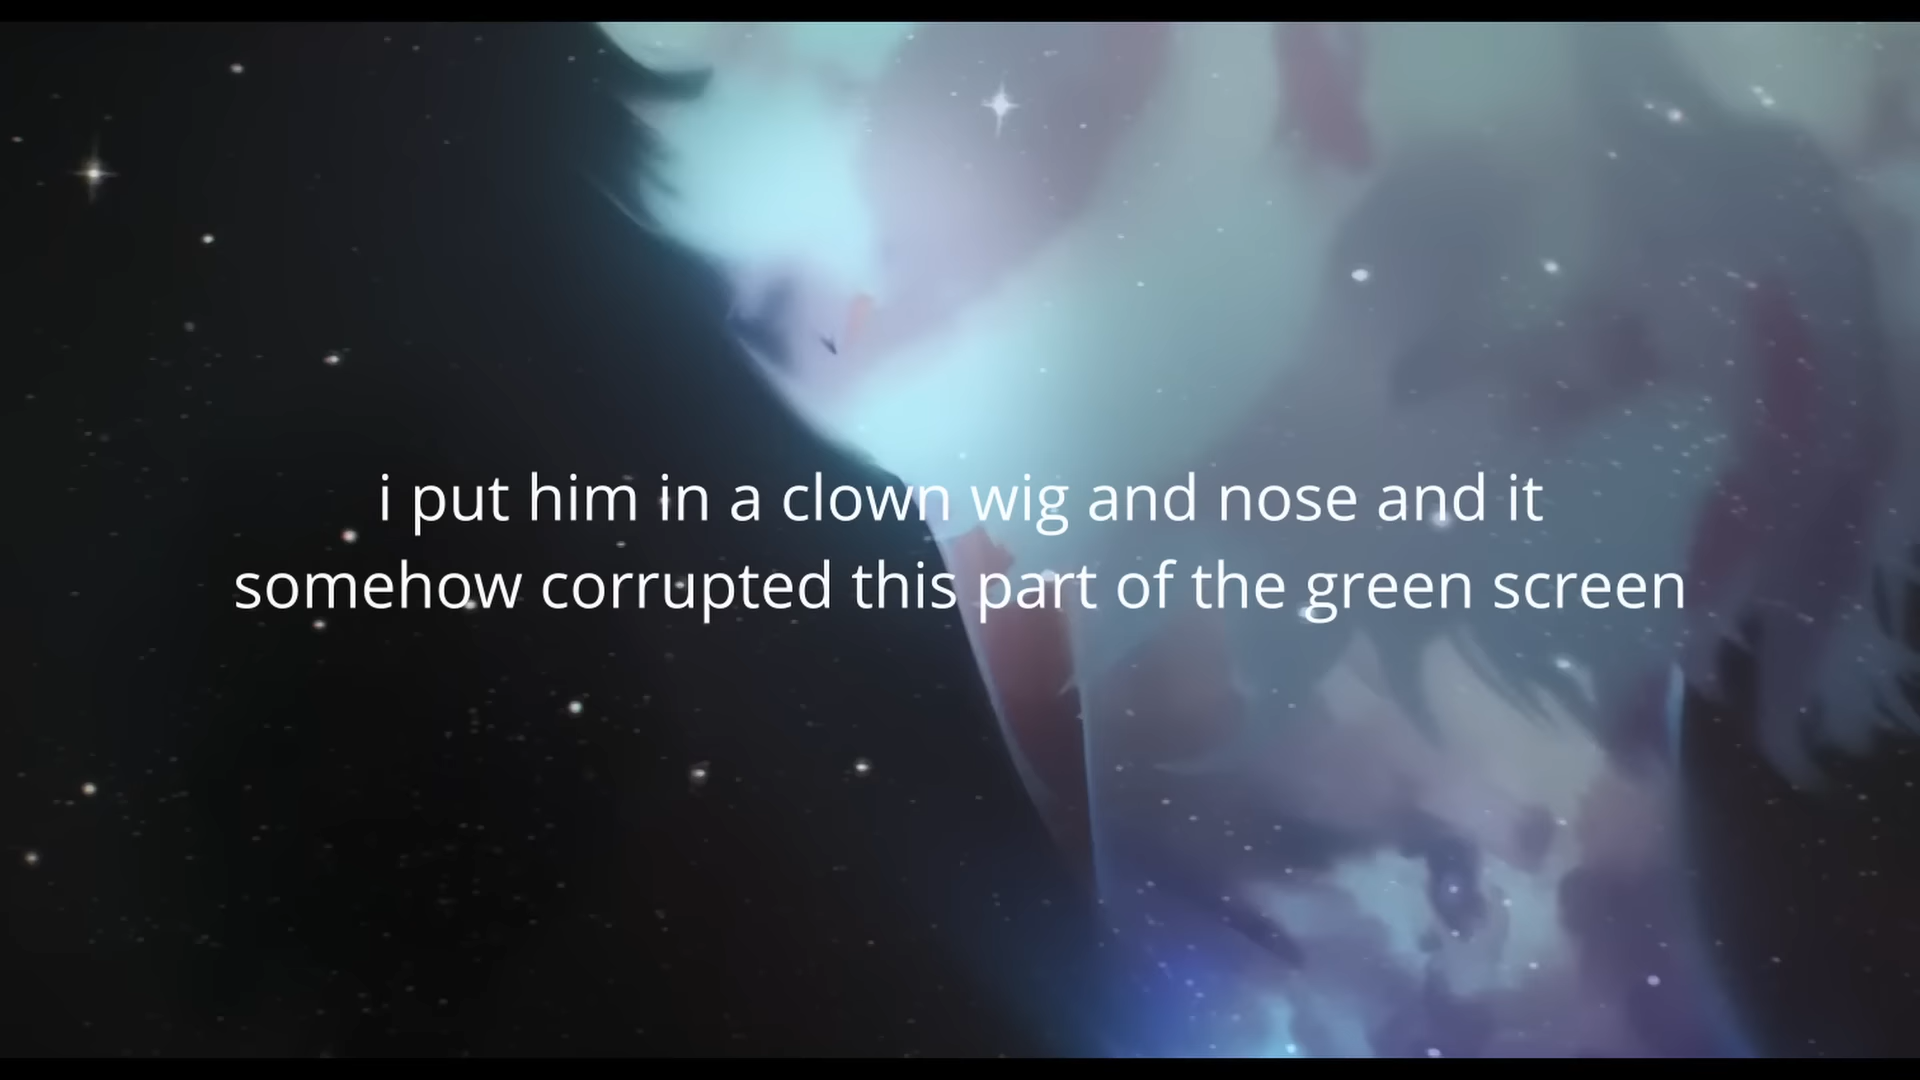 i put him in a clown wig and nose and it
somehow corrupted this part of the green screen